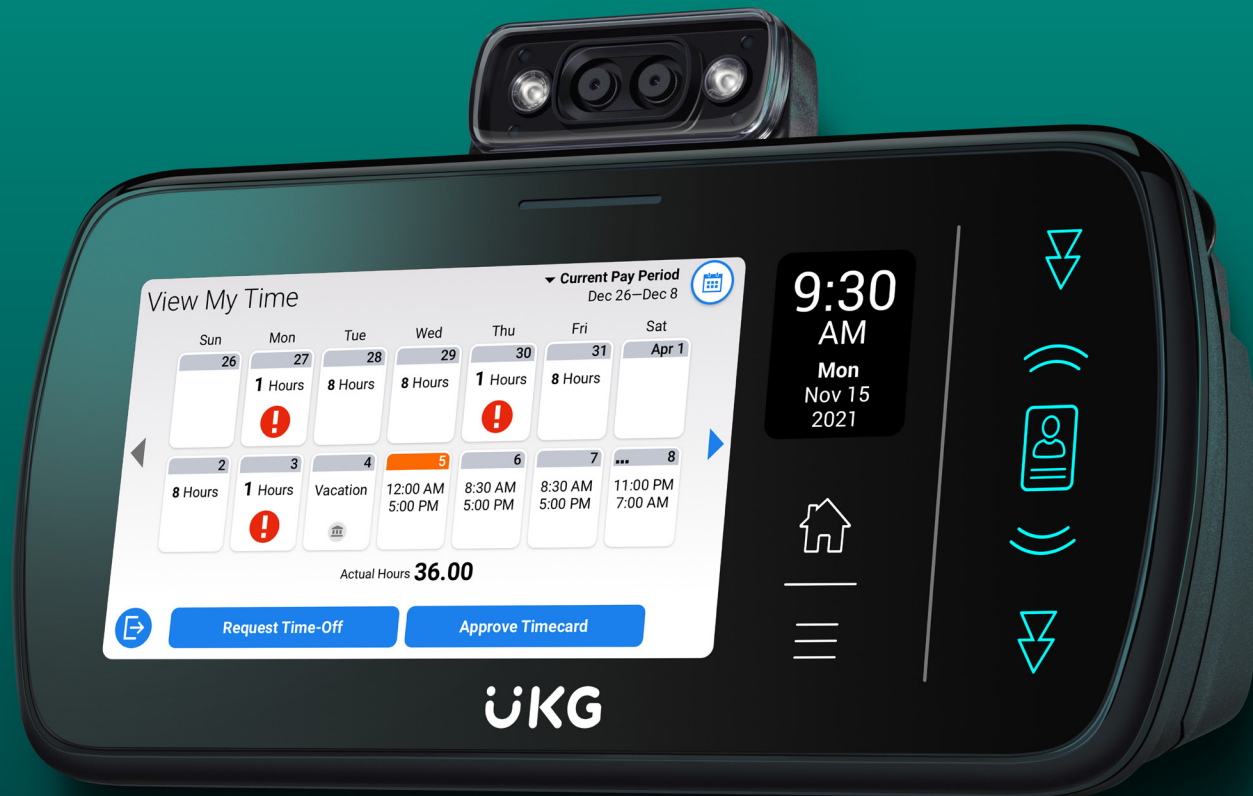 View My Time
Current Pay Period
Dec 26—Dec 8
Sun Mon Tue Wed Thu Fri Sat
26 27 28 29 30 31 Apr 1
1 Hours 8 Hours 8 Hours 1 Hours 8 Hours
! !
2 3 4 5 6 7 ... 8
8 Hours 1 Hours Vacation 12:00 AM 8:30 AM 8:30 AM 11:00 PM
5:00 PM 5:00 PM 5:00 PM 7:00 AM
!
Actual Hours 36.00
Request Time-Off Approve Timecard
9:30
AM
Mon
Nov 15
2021
UKG